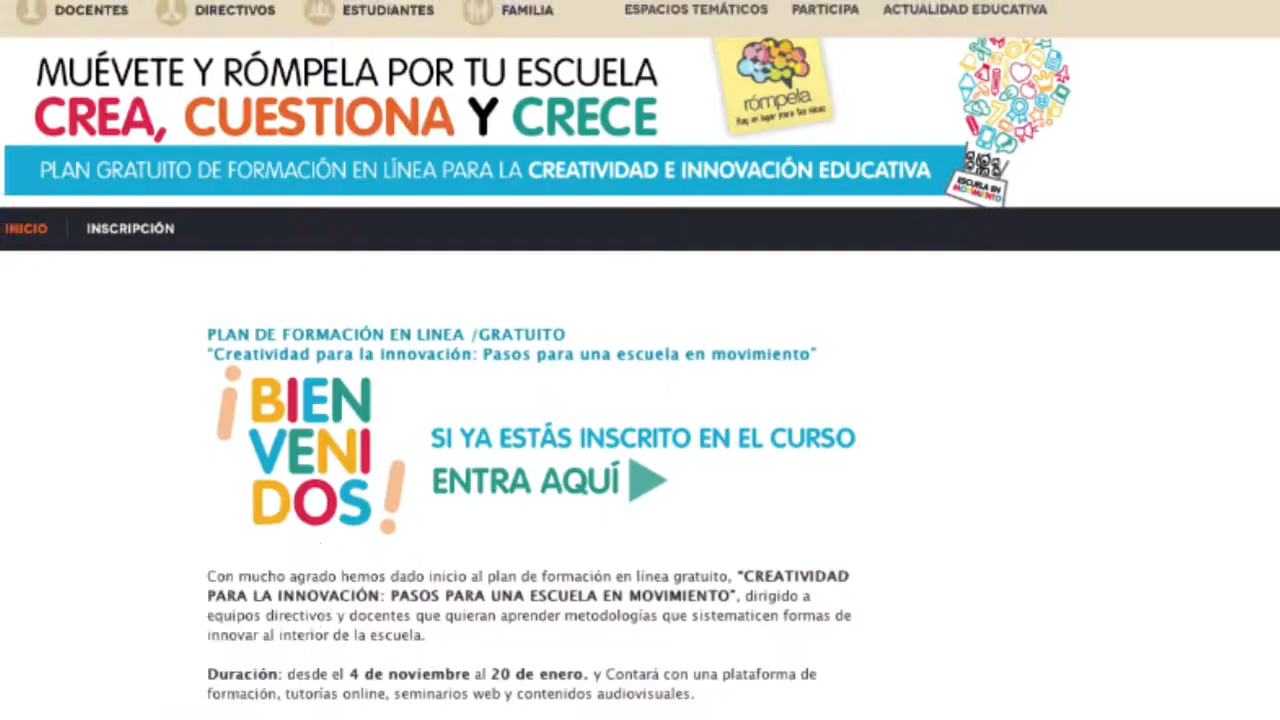 DOCENTES DIRECTIVOS ESTUDIANTES FAMILIA ESPACIOS TEMÁTICOS PARTICIPA ACTUALIDAD EDUCATIVA
MUÉVETE Y RÓMPELA POR TU ESCUELA
CREA, CUESTIONA Y CRECE
rómpela
Hay un lugar para tus ideas
PLAN GRATUITO DE FORMACIÓN EN LÍNEA PARA LA CREATIVIDAD E INNOVACIÓN EDUCATIVA
ESCUELA EN
MOVIMIENTO
INICIO INSCRIPCIÓN
PLAN DE FORMACIÓN EN LINEA /GRATUITO
"Creatividad para la innovación: Pasos para una escuela en movimiento"
¡BIEN
VENI
DOS!
SI YA ESTÁS INSCRITO EN EL CURSO
ENTRA AQUÍ
Con mucho agrado hemos dado inicio al plan de formación en línea gratuito, "CREATIVIDAD
PARA LA INNOVACIÓN: PASOS PARA UNA ESCUELA EN MOVIMIENTO", dirigido a
equipos directivos y docentes que quieran aprender metodologías que sistematicen formas de
innovar al interior de la escuela.
Duración: desde el 4 de noviembre al 20 de enero. y Contará con una plataforma de
formación, tutorías online, seminarios web y contenidos audiovisuales.